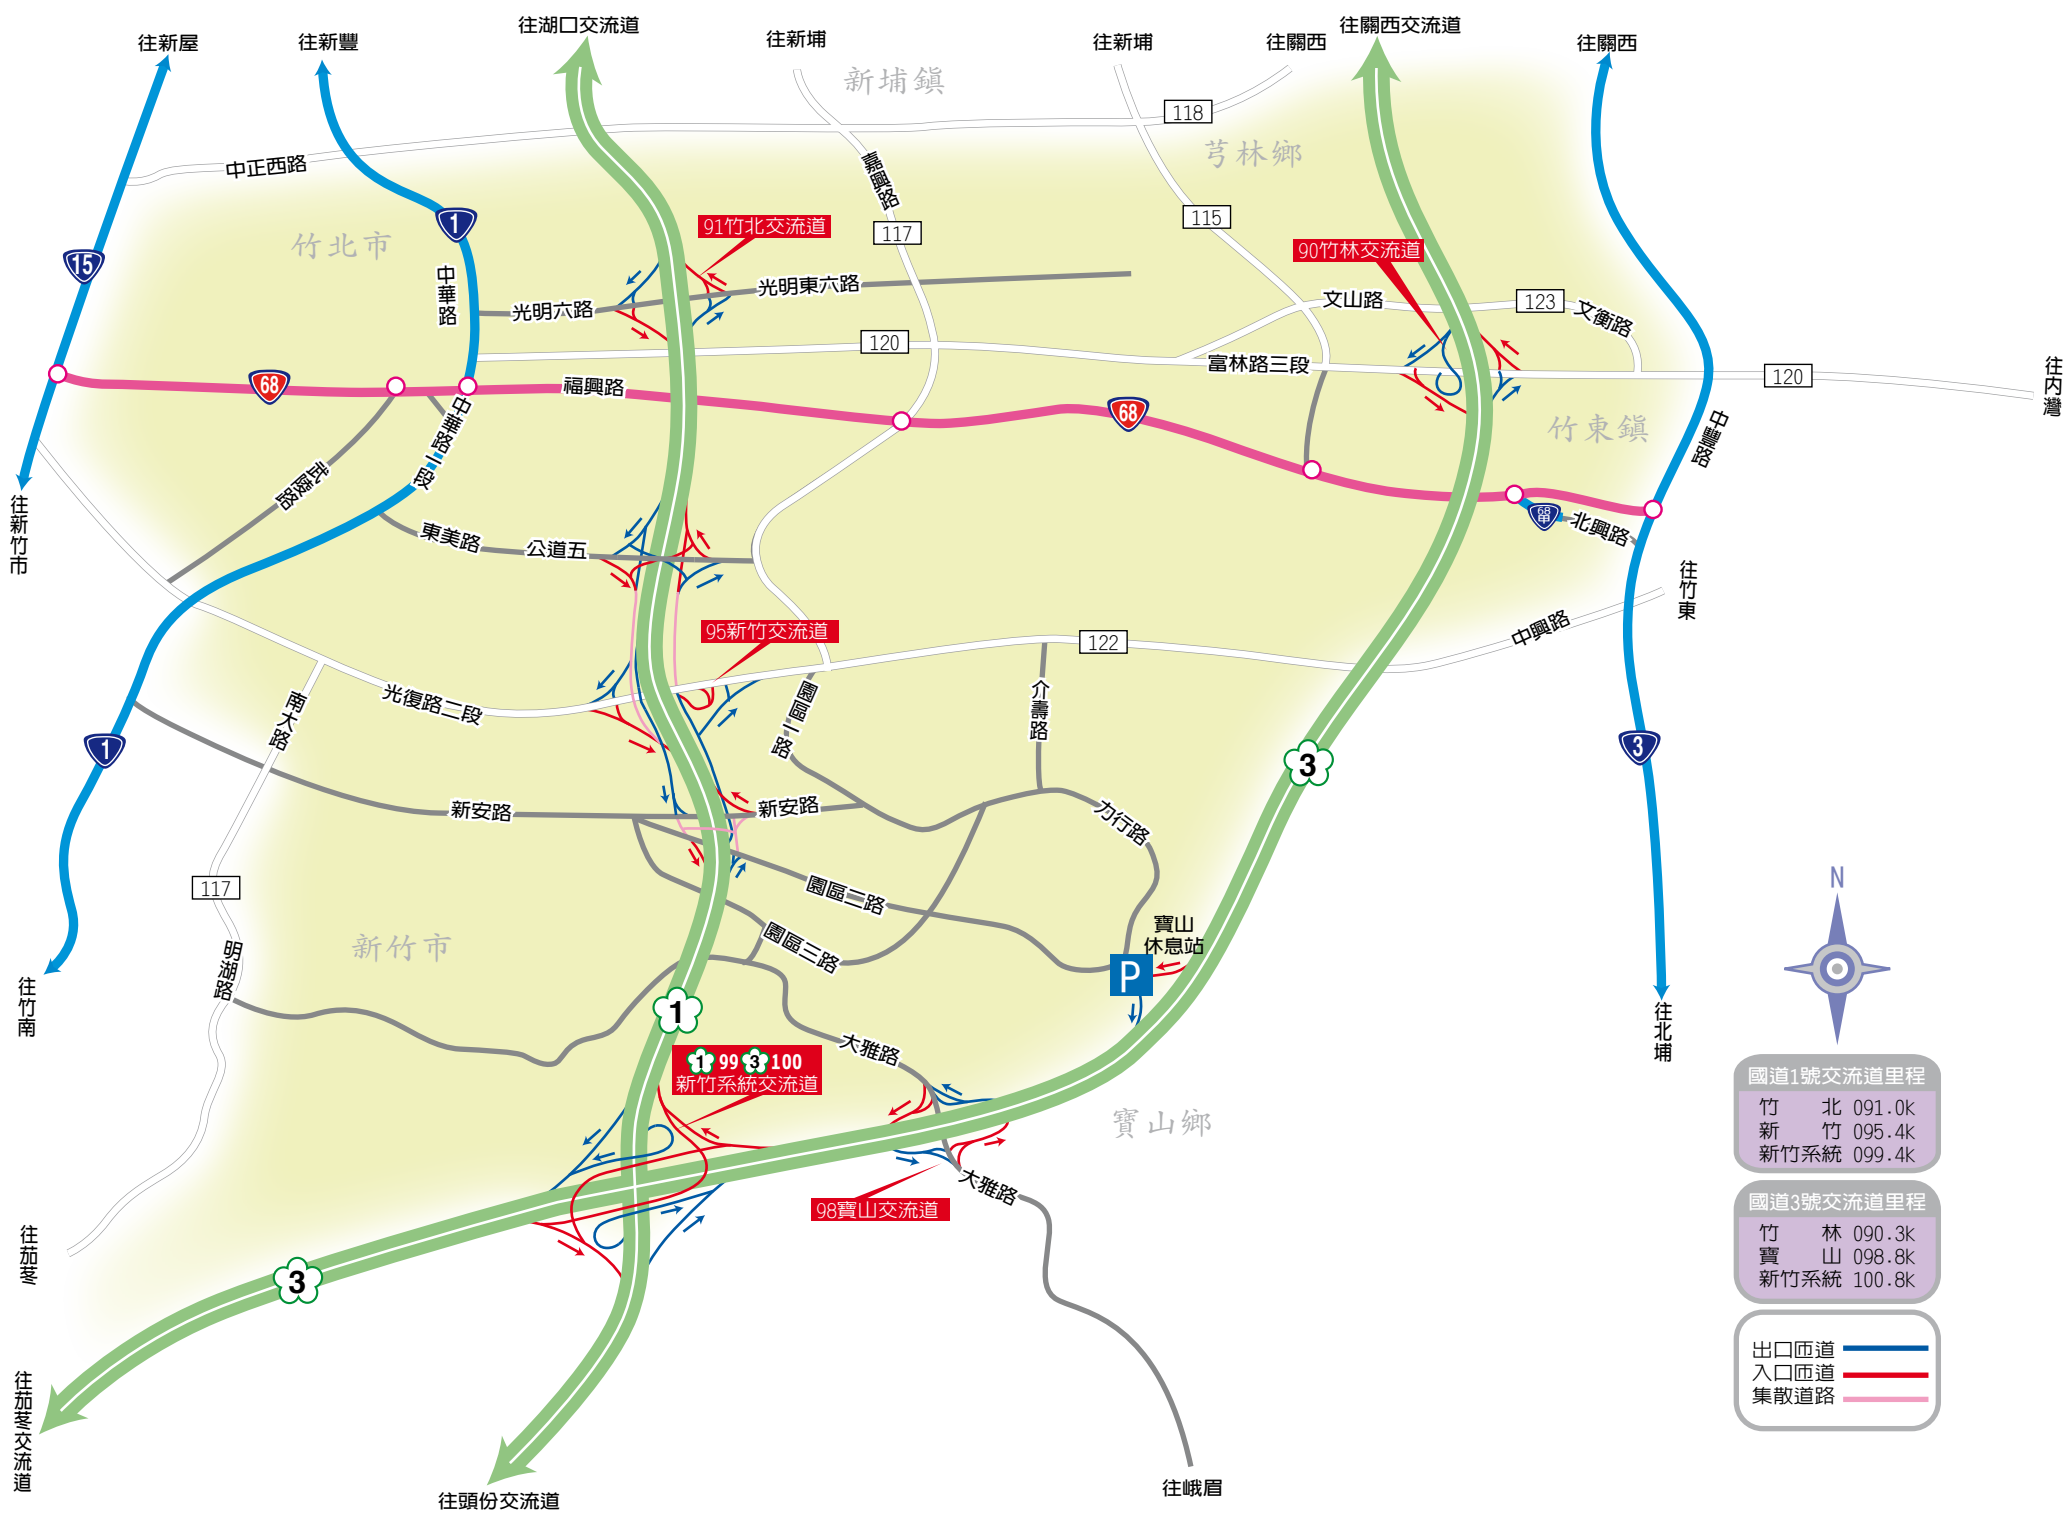 往新屋
往新豐
往湖口交流道
往新埔
往新埔
往關西
往關西交流道
往關西
新埔鎮
118
芎林鄉
中正西路
嘉興路
竹北市
1
15
91竹北交流道
117
115
90竹林交流道
中華路
光明六路
光明東六路
文山路
123
文衡路
120
富林路三段
120
往內灣
68
福興路
68
竹東鎮
中豐路
中華路一段
武陵路
往新竹市
東美路
公道五
68甲
北興路
往竹東
95新竹交流道
122
中興路
光復路二段
南大路
園區一路
介壽路
1
3
3
新安路
新安路
力行路
117
園區二路
園區三路
新竹市
明湖路
寶山
休息站
P
N
往竹南
往北埔
1
大雅路
1 99 3 100
新竹系統交流道
寶山鄉
大雅路
98寶山交流道
往茄苳
3
往茄苳交流道
往頭份交流道
往峨眉
國道1號交流道里程
竹 北 091.0k
新 竹 095.4k
新竹系統 099.4k
國道3號交流道里程
竹 林 090.3k
寶 山 098.8k
新竹系統 100.8k
出口匝道
入口匝道
集散道路